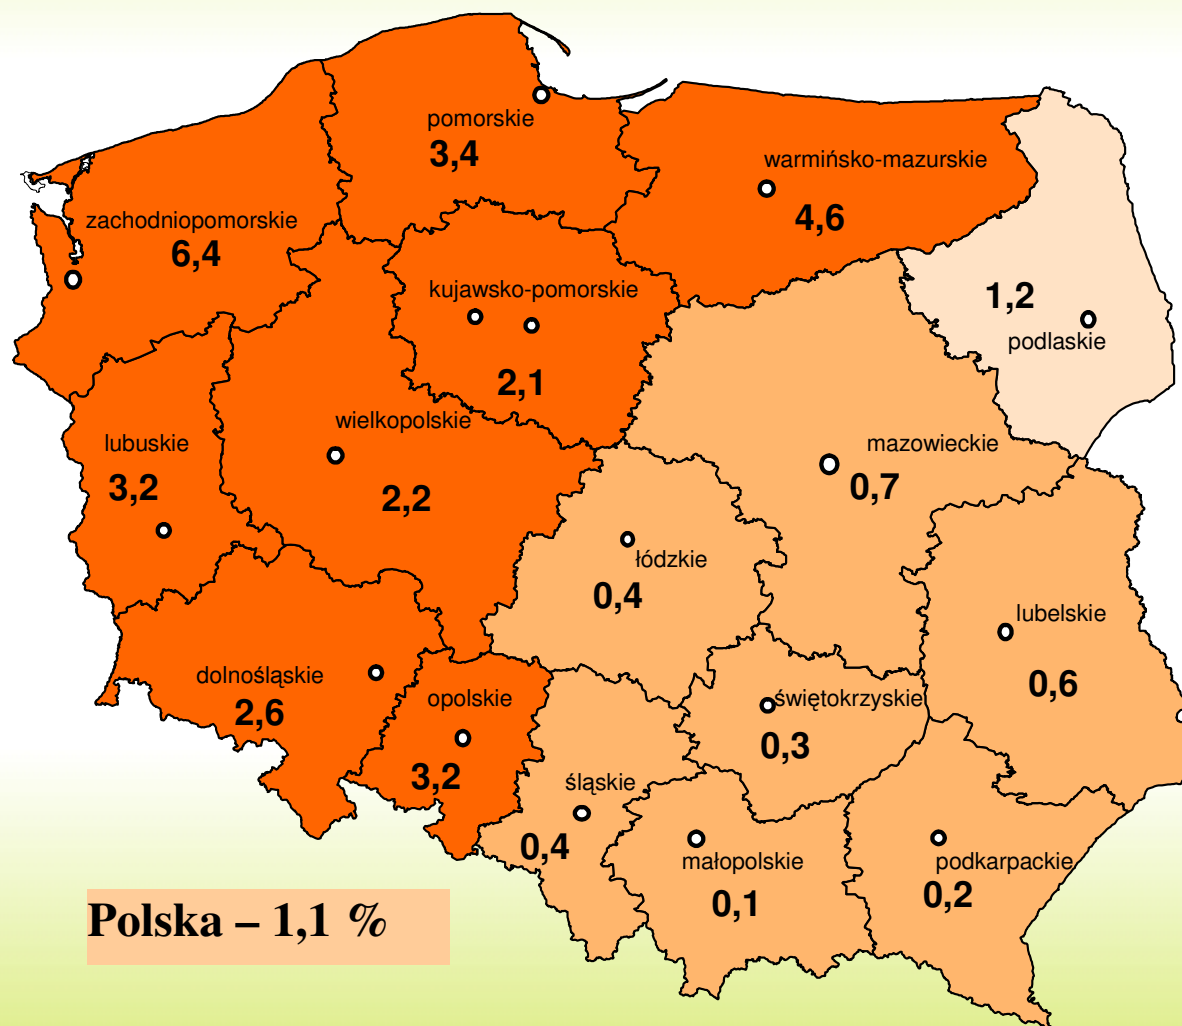 pomorskie
3,4
warmińsko-mazurskie
4,6
zachodniopomorskie
6,4
kujawsko-pomorskie
2,1
1,2
podlaskie
wielkopolskie
2,2
lubuskie
3,2
mazowieckie
0,7
łódzkie
0,4
lubelskie
0,6
dolnośląskie
2,6
opolskie
3,2
świętokrzyskie
0,3
śląskie
0,4
małopolskie
0,1
podkarpackie
0,2
Polska – 1,1 %